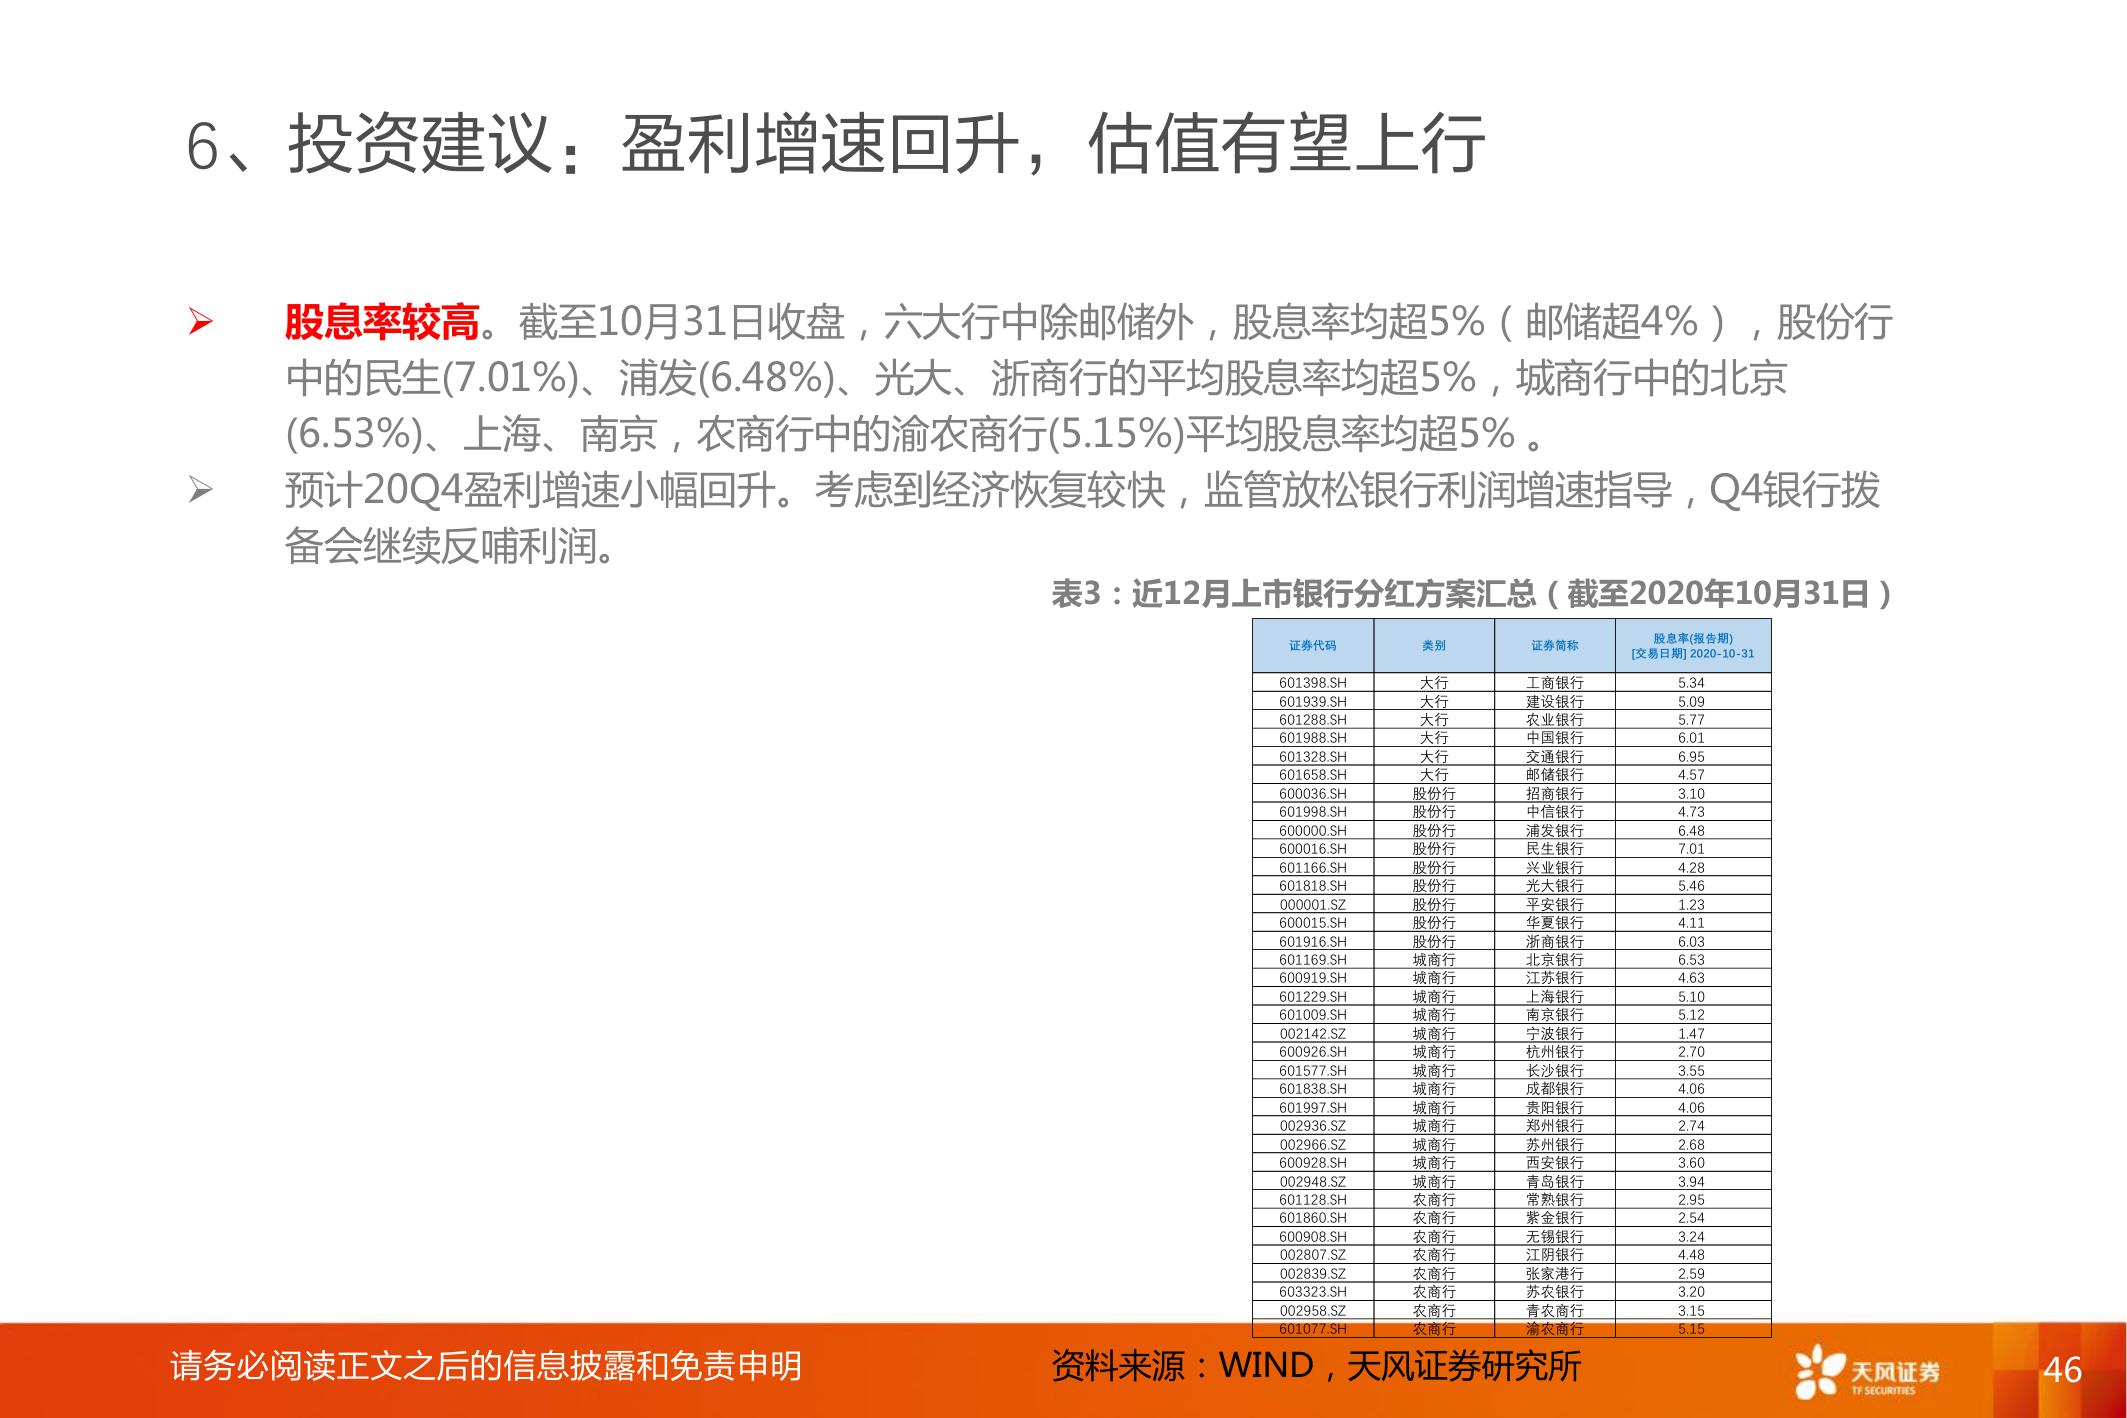 6、投资建议：盈利增速回升，估值有望上行
股息率较高。截至10月31日收盘，六大行中除邮储外，股息率均超5%（邮储超4%），股份行
中的民生(7.01%)、浦发(6.48%)、光大、浙商行的平均股息率均超5%，城商行中的北京
(6.53%)、上海、南京，农商行中的渝农商行(5.15%)平均股息率均超5% 。
预计20Q4盈利增速小幅回升。考虑到经济恢复较快，监管放松银行利润增速指导，Q4银行拨
备会继续反哺利润。
表3：近12月上市银行分红方案汇总（截至2020年10月31日）
证券代码 类别 证券简称 股息率(报告期)
[交易日期] 2020-10-31
601398.SH 大行 工商银行 5.34
601939.SH 大行 建设银行 5.09
601288.SH 大行 农业银行 5.77
601988.SH 大行 中国银行 6.01
601328.SH 大行 交通银行 6.95
601658.SH 大行 邮储银行 4.57
600036.SH 股份行 招商银行 3.10
601998.SH 股份行 中信银行 4.73
600000.SH 股份行 浦发银行 6.48
600016.SH 股份行 民生银行 7.01
601166.SH 股份行 兴业银行 4.28
601818.SH 股份行 光大银行 5.46
000001.SZ 股份行 平安银行 1.23
600015.SH 股份行 华夏银行 4.11
601916.SH 股份行 浙商银行 6.03
601169.SH 城商行 北京银行 6.53
600919.SH 城商行 江苏银行 4.63
601229.SH 城商行 上海银行 5.10
601009.SH 城商行 南京银行 5.12
002142.SZ 城商行 宁波银行 1.47
600926.SH 城商行 杭州银行 2.70
601577.SH 城商行 长沙银行 3.55
601838.SH 城商行 成都银行 4.06
601997.SH 城商行 贵阳银行 4.06
002936.SZ 城商行 郑州银行 2.74
002966.SZ 城商行 苏州银行 2.68
600928.SH 城商行 西安银行 3.60
002948.SZ 城商行 青岛银行 3.94
601128.SH 农商行 常熟银行 2.95
601860.SH 农商行 紫金银行 2.54
600908.SH 农商行 无锡银行 3.24
002807.SZ 农商行 江阴银行 4.48
002839.SZ 农商行 张家港行 2.59
603323.SH 农商行 苏农银行 3.20
002958.SZ 农商行 青农商行 3.15
601077.SH 农商行 渝农商行 5.15
请务必阅读正文之后的信息披露和免责申明
资料来源：WIND，天风证券研究所
天风证券
TF SECURITIES
46